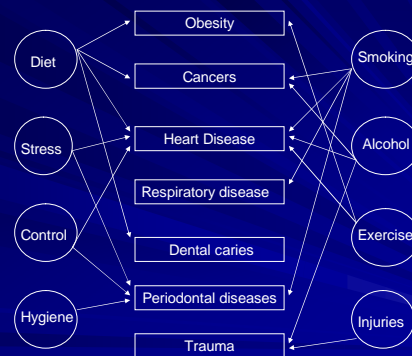 Obesity
Diet
Smoking
Cancers
Stress
Heart Disease
Alcohol
Respiratory disease
Control
Exercise
Dental caries
Periodontal diseases
Hygiene
Injuries
Trauma